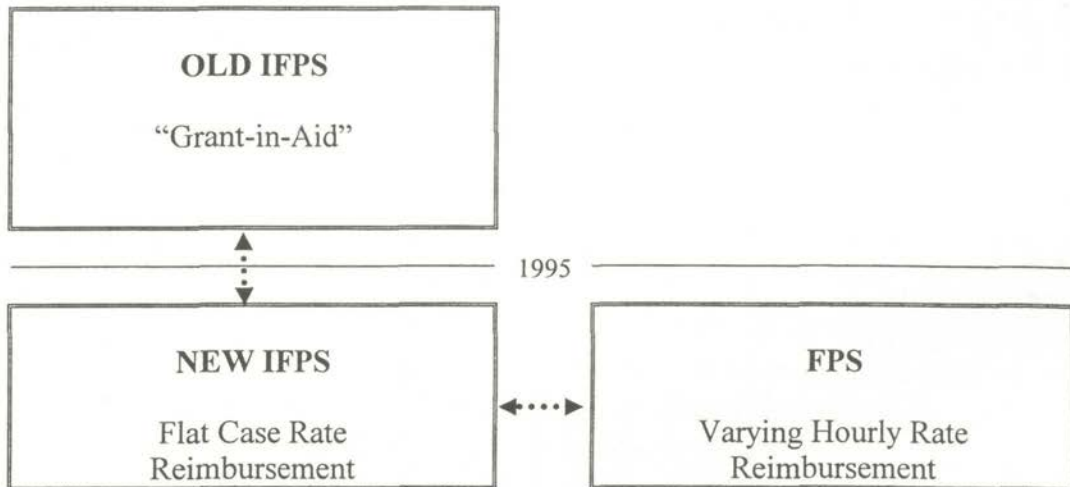 OLD IFPS
“Grant-in-Aid”
1995
NEW IFPS
Flat Case Rate
Reimbursement
FPS
Varying Hourly Rate
Reimbursement